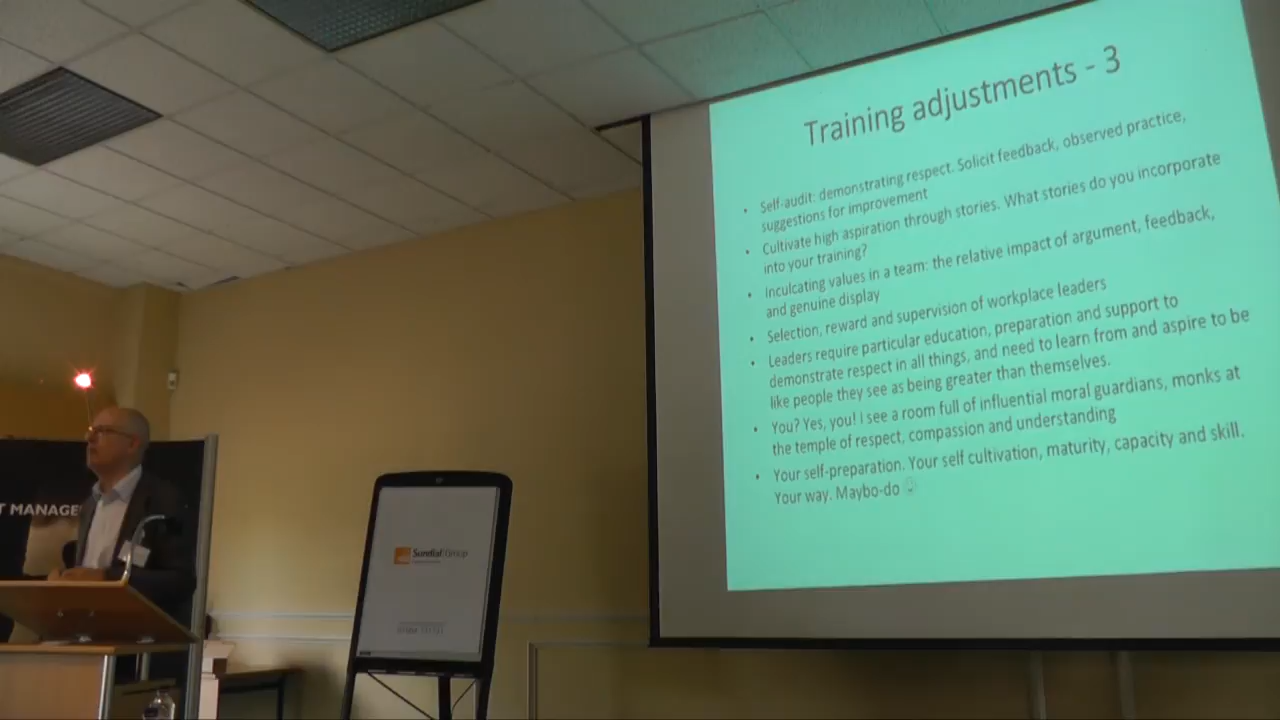 Training adjustments - 3
• Self-audit: demonstrating respect. Solicit feedback, observed practice,
suggestions for improvement
• Cultivate high aspiration through stories. What stories do you incorporate
into your training?
• Inculcating values in a team: the relative impact of argument, feedback,
and genuine display
• Selection, reward and supervision of workplace leaders
• Leaders require particular education, preparation and support to
demonstrate respect in all things, and need to learn from and aspire to be
like people they see as being greater than themselves.
• You? Yes, you! I see a room full of influential moral guardians, monks at
the temple of respect, compassion and understanding
• Your self-preparation. Your self cultivation, maturity, capacity and skill.
Your way. Maybo-do
T MANAGE
SundialGroup